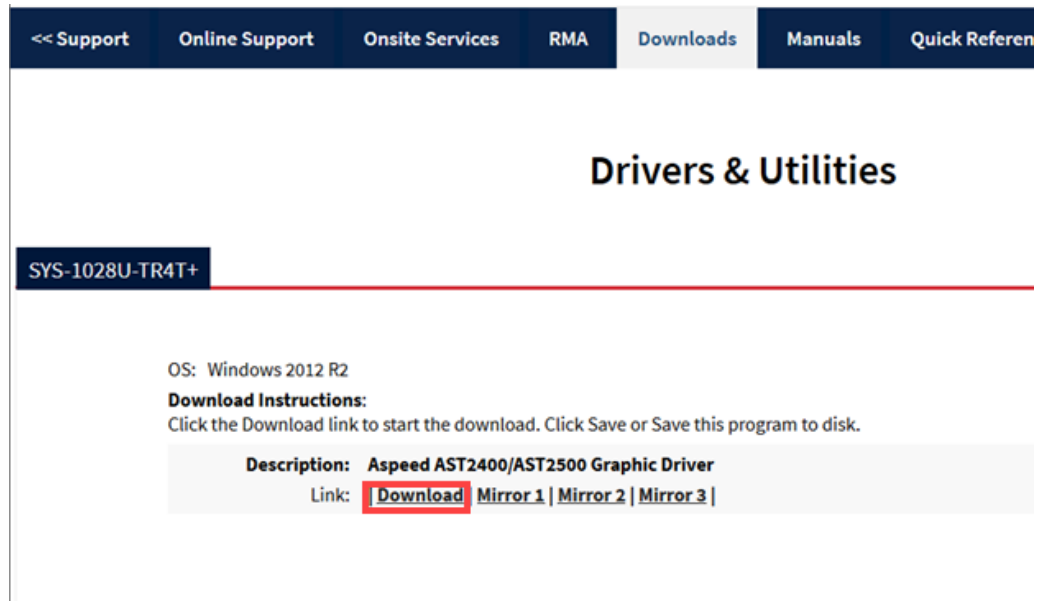 << Support Online Support Onsite Services RMA Downloads Manuals Quick Referen
Drivers & Utilities
SYS-1028U-TR4T+
OS: Windows 2012 R2
Download Instructions:
Click the Download link to start the download. Click Save or Save this program to disk.
Description: Aspeed AST2400/AST2500 Graphic Driver
Link: | Download | Mirror 1 | Mirror 2 | Mirror 3 |